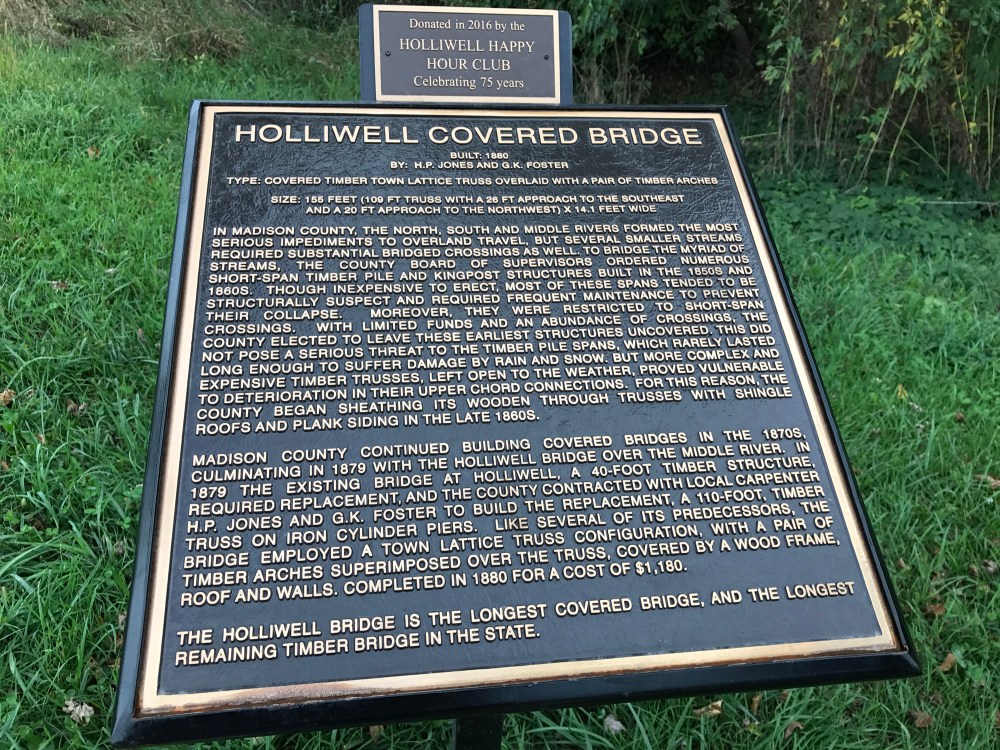 Donated in 2016 by the
HOLLIWELL HAPPY
HOUR CLUB
Celebrating 75 years
HOLLIWELL COVERED BRIDGE
BUILT: 1880
BY: H.P. JONES AND G.K. FOSTER
TYPE: COVERED TIMBER TOWN LATTICE TRUSS OVERLAID WITH A PAIR OF TIMBER ARCHES
SIZE: 155 FEET (109 FT TRUSS WITH A 26 FT APPROACH TO THE SOUTHEAST
AND A 20 FT APPROACH TO THE NORTHWEST) X 14.1 FEET WIDE
IN MADISON COUNTY, THE NORTH, SOUTH AND MIDDLE RIVERS FORMED THE MOST
SERIOUS IMPEDIMENTS TO OVERLAND TRAVEL, BUT SEVERAL SMALLER STREAMS
REQUIRED SUBSTANTIAL BRIDGED CROSSINGS AS WELL. TO BRIDGE THE MYRIAD OF
STREAMS, THE COUNTY BOARD OF SUPERVISORS ORDERED NUMEROUS
SHORT-SPAN TIMBER PILE AND KINGPOST STRUCTURES BUILT IN THE 1850S AND
1860S. THOUGH INEXPENSIVE TO ERECT, MOST OF THESE SPANS TENDED TO BE
STRUCTURALLY SUSPECT AND REQUIRED FREQUENT MAINTENANCE TO PREVENT
THEIR COLLAPSE. MOREOVER, THEY WERE RESTRICTED TO SHORT-SPAN
CROSSINGS. WITH LIMITED FUNDS AND AN ABUNDANCE OF CROSSINGS, THE
COUNTY ELECTED TO LEAVE THESE EARLIEST STRUCTURES UNCOVERED. THIS DID
NOT POSE A SERIOUS THREAT TO THE TIMBER PILE SPANS, WHICH RARELY LASTED
LONG ENOUGH TO SUFFER DAMAGE BY RAIN AND SNOW. BUT MORE COMPLEX AND
EXPENSIVE TIMBER TRUSSES, LEFT OPEN TO THE WEATHER, PROVED VULNERABLE
TO DETERIORATION IN THEIR UPPER CHORD CONNECTIONS. FOR THIS REASON, THE
COUNTY BEGAN SHEATHING ITS WOODEN THROUGH TRUSSES WITH SHINGLE
ROOFS AND PLANK SIDING IN THE LATE 1860S.
MADISON COUNTY CONTINUED BUILDING COVERED BRIDGES IN THE 1870S,
CULMINATING IN 1879 WITH THE HOLLIWELL BRIDGE OVER THE MIDDLE RIVER. IN
1879 THE EXISTING BRIDGE AT HOLLIWELL, A 40-FOOT TIMBER STRUCTURE,
REQUIRED REPLACEMENT, AND THE COUNTY CONTRACTED WITH LOCAL CARPENTER
H.P. JONES AND G.K. FOSTER TO BUILD THE REPLACEMENT, A 110-FOOT, TIMBER
TRUSS ON IRON CYLINDER PIERS. LIKE SEVERAL OF ITS PREDECESSORS, THE
BRIDGE EMPLOYED A TOWN LATTICE TRUSS CONFIGURATION, WITH A PAIR OF
TIMBER ARCHES SUPERIMPOSED OVER THE TRUSS, COVERED BY A WOOD FRAME,
ROOF AND WALLS. COMPLETED IN 1880 FOR A COST OF $1,180.
THE HOLLIWELL BRIDGE IS THE LONGEST COVERED BRIDGE, AND THE LONGEST
REMAINING TIMBER BRIDGE IN THE STATE.